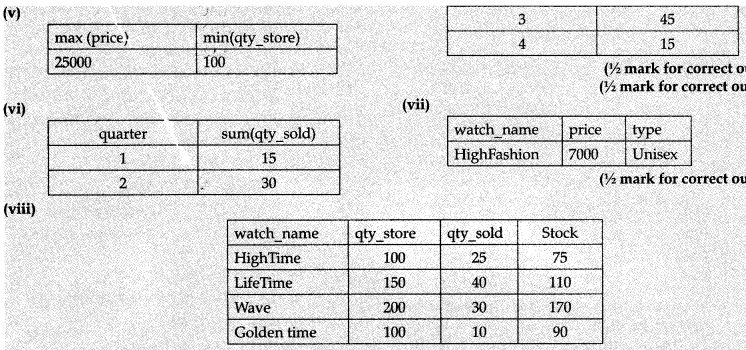 (v)
max (price) min(qty_store)
25000 100
(vi)
quarter sum(qty_sold)
1 15
2 30
3 45
4 15
(½ mark for correct
(½ mark for correct
(vii)
watch_name price type
HighFashion 7000 Unisex
(½ mark for correct
(viii)
watch_name qty_store qty_sold Stock
HighTime 100 25 75
LifeTime 150 40 110
Wave 200 30 170
Golden time 100 10 90